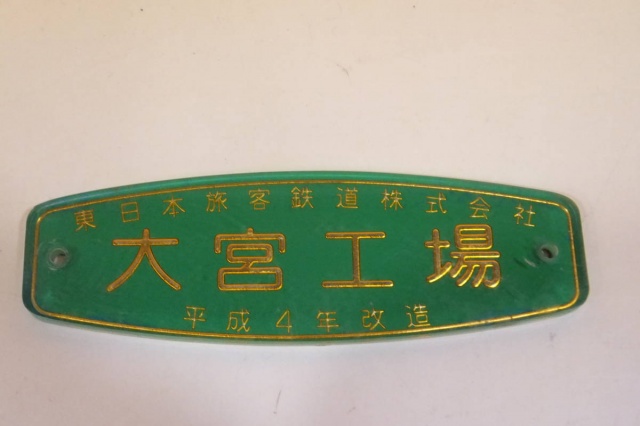 東日本旅客鉄道株式会社
大宮工場
平成4年改造